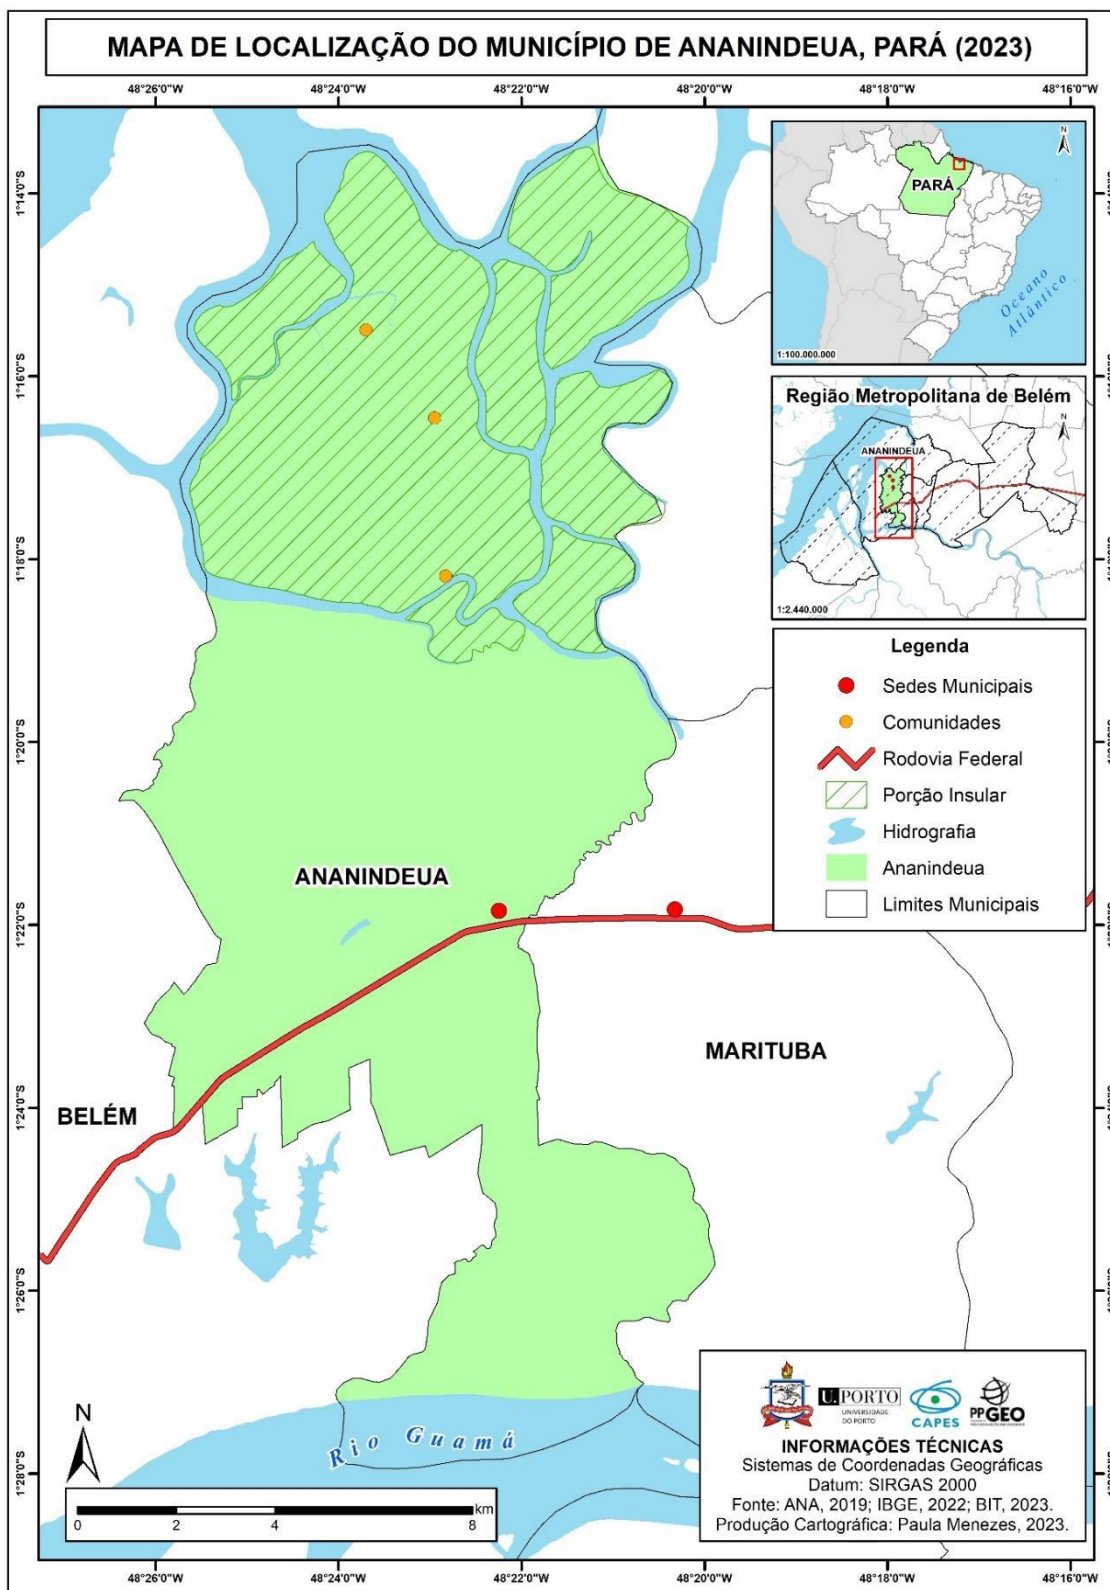 MAPA DE LOCALIZAÇÃO DO MUNICÍPIO DE ANANINDEUA, PARÁ (2023)
48°26'0"W 48°24'0"W 48°22'0"W 48°20'0"W 48°18'0"W 48°16'0"W
1°14'0"S
1°16'0"S
1°18'0"S
1°20'0"S
1°22'0"S
1°24'0"S
1°26'0"S
1°28'0"S
N
PARÁ
Oceano
Atlântico
1:100.000.000
Região Metropolitana de Belém
N
ANANINDEUA
1:2.440.000
Legenda
Sedes Municipais
Comunidades
Rodovia Federal
Porção Insular
Hidrografia
Ananindeua
Limites Municipais
ANANINDEUA
MARITUBA
BELÉM
Rio Guamá
N
km
0 2 4 8
U.PORTO
UNIVERSIDADE
DO PORTO
CAPES
PPGEO
INFORMAÇÕES TÉCNICAS
Sistemas de Coordenadas Geográficas
Datum: SIRGAS 2000
Fonte: ANA, 2019; IBGE, 2022; BIT, 2023.
Produção Cartográfica: Paula Menezes, 2023.
48°26'0"W 48°24'0"W 48°22'0"W 48°20'0"W 48°18'0"W 48°16'0"W